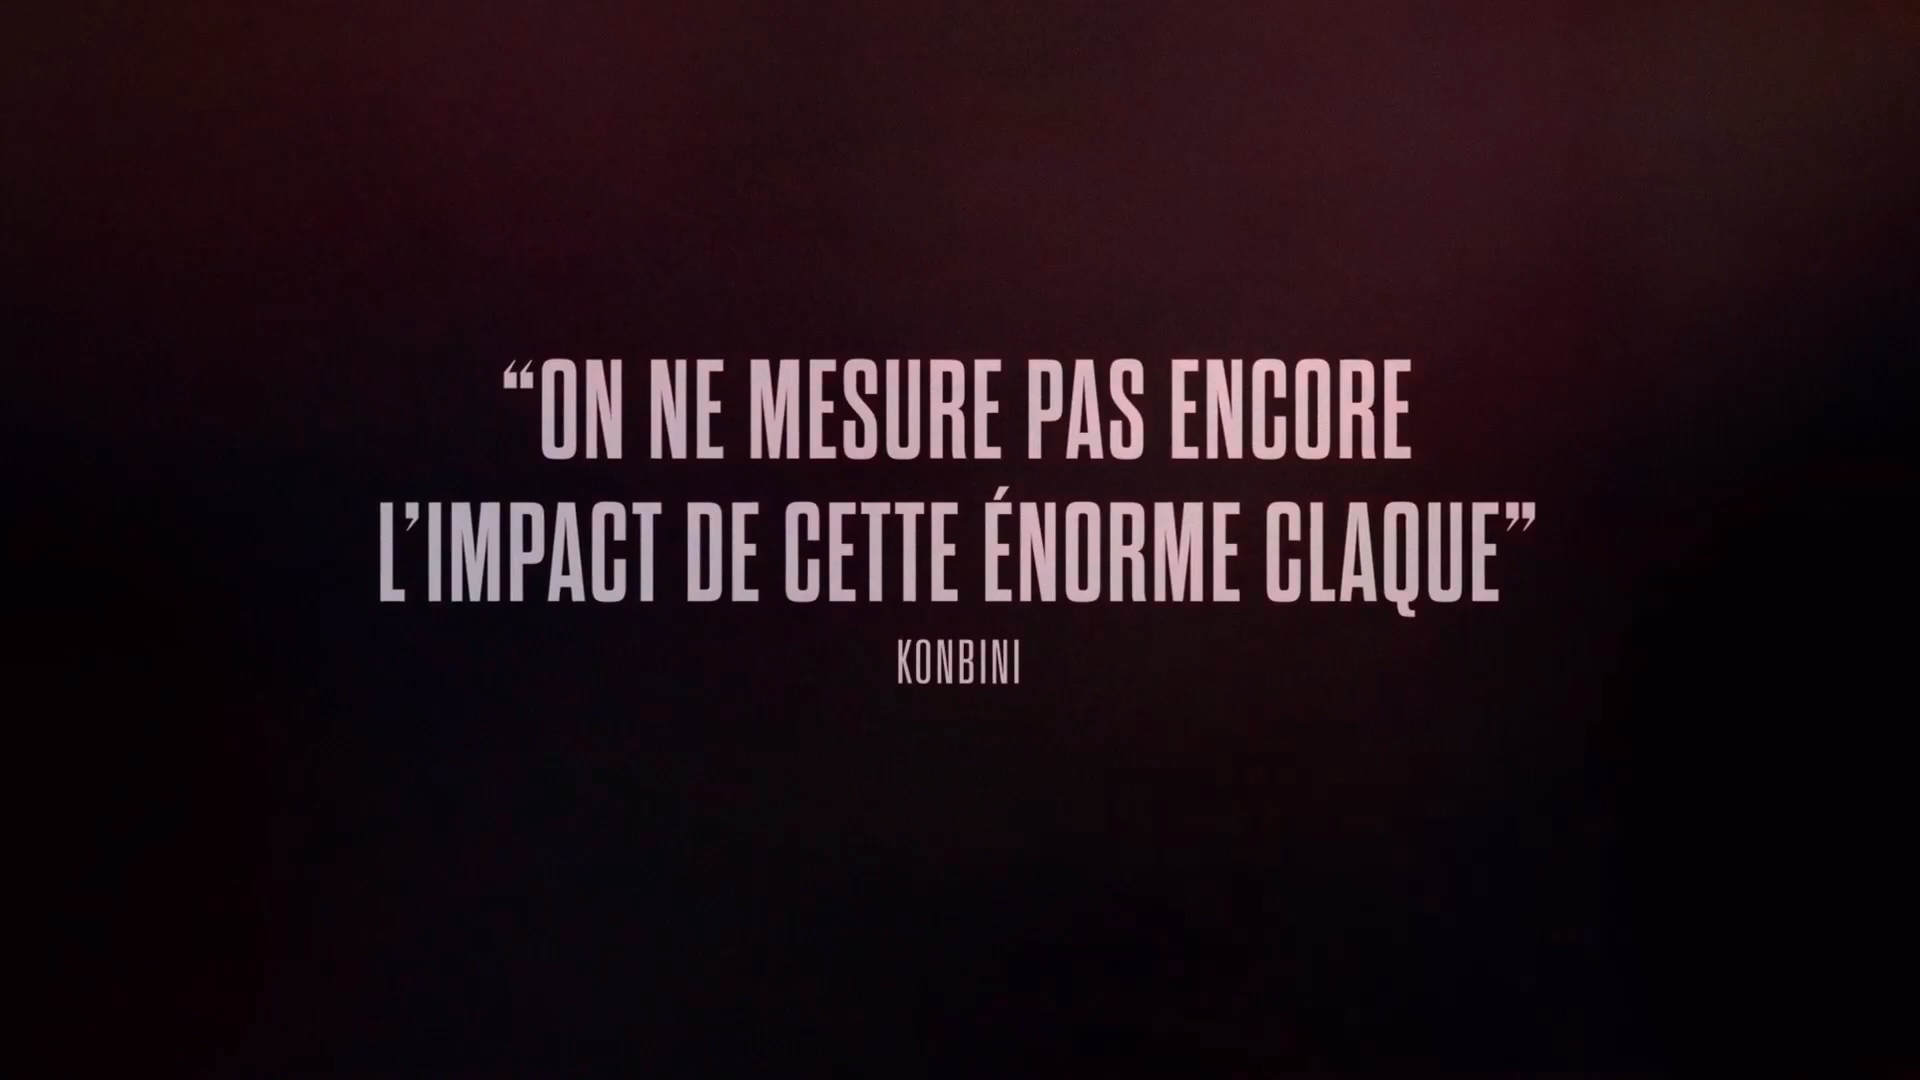 “ON NE MESURE PAS ENCORE
L’IMPACT DE CETTE ÉNORME CLAQUE”
KONBINI